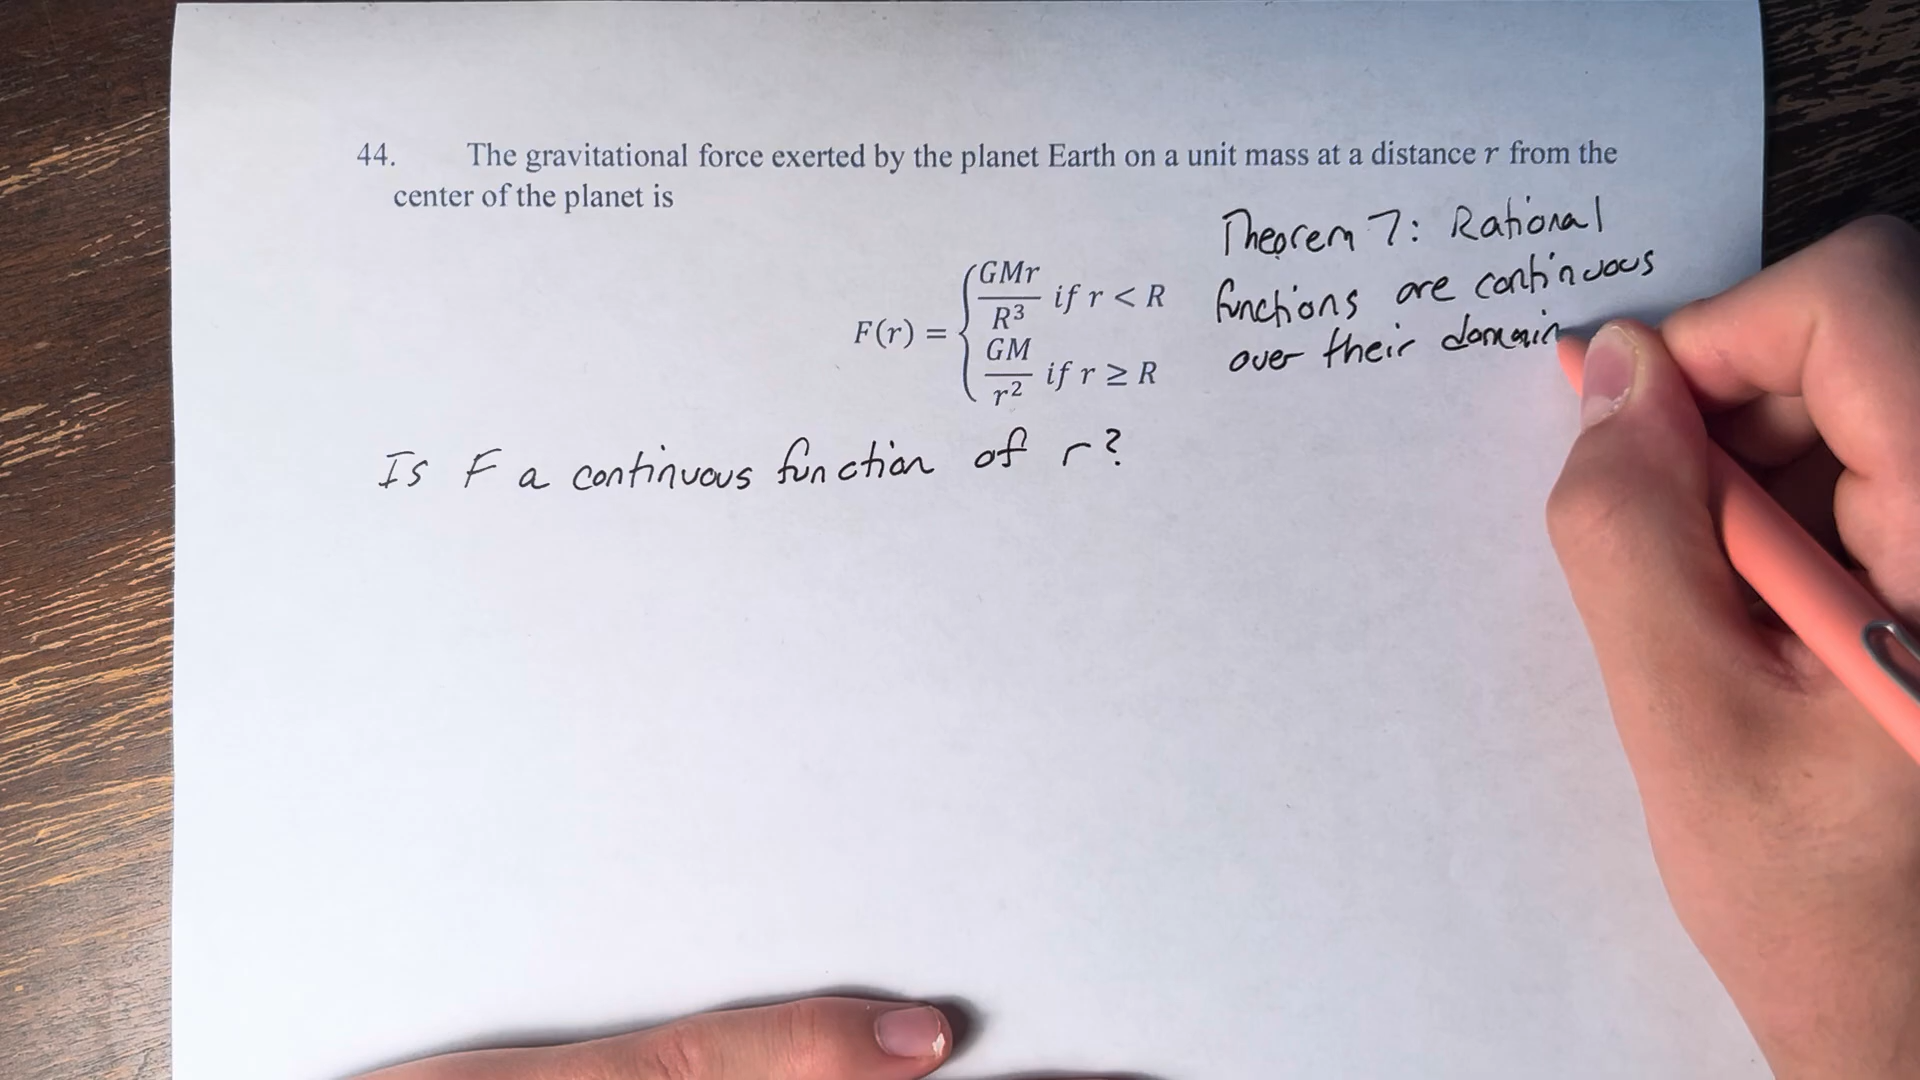 44. The gravitational force exerted by the planet Earth on a unit mass at a distance r from the
center of the planet is
F(r) = { GMr/R³ if r < R
GM/r² if r ≥ R
Theorem 7: Rational
functions are continuous
over their domain
Is F a continuous function of r?